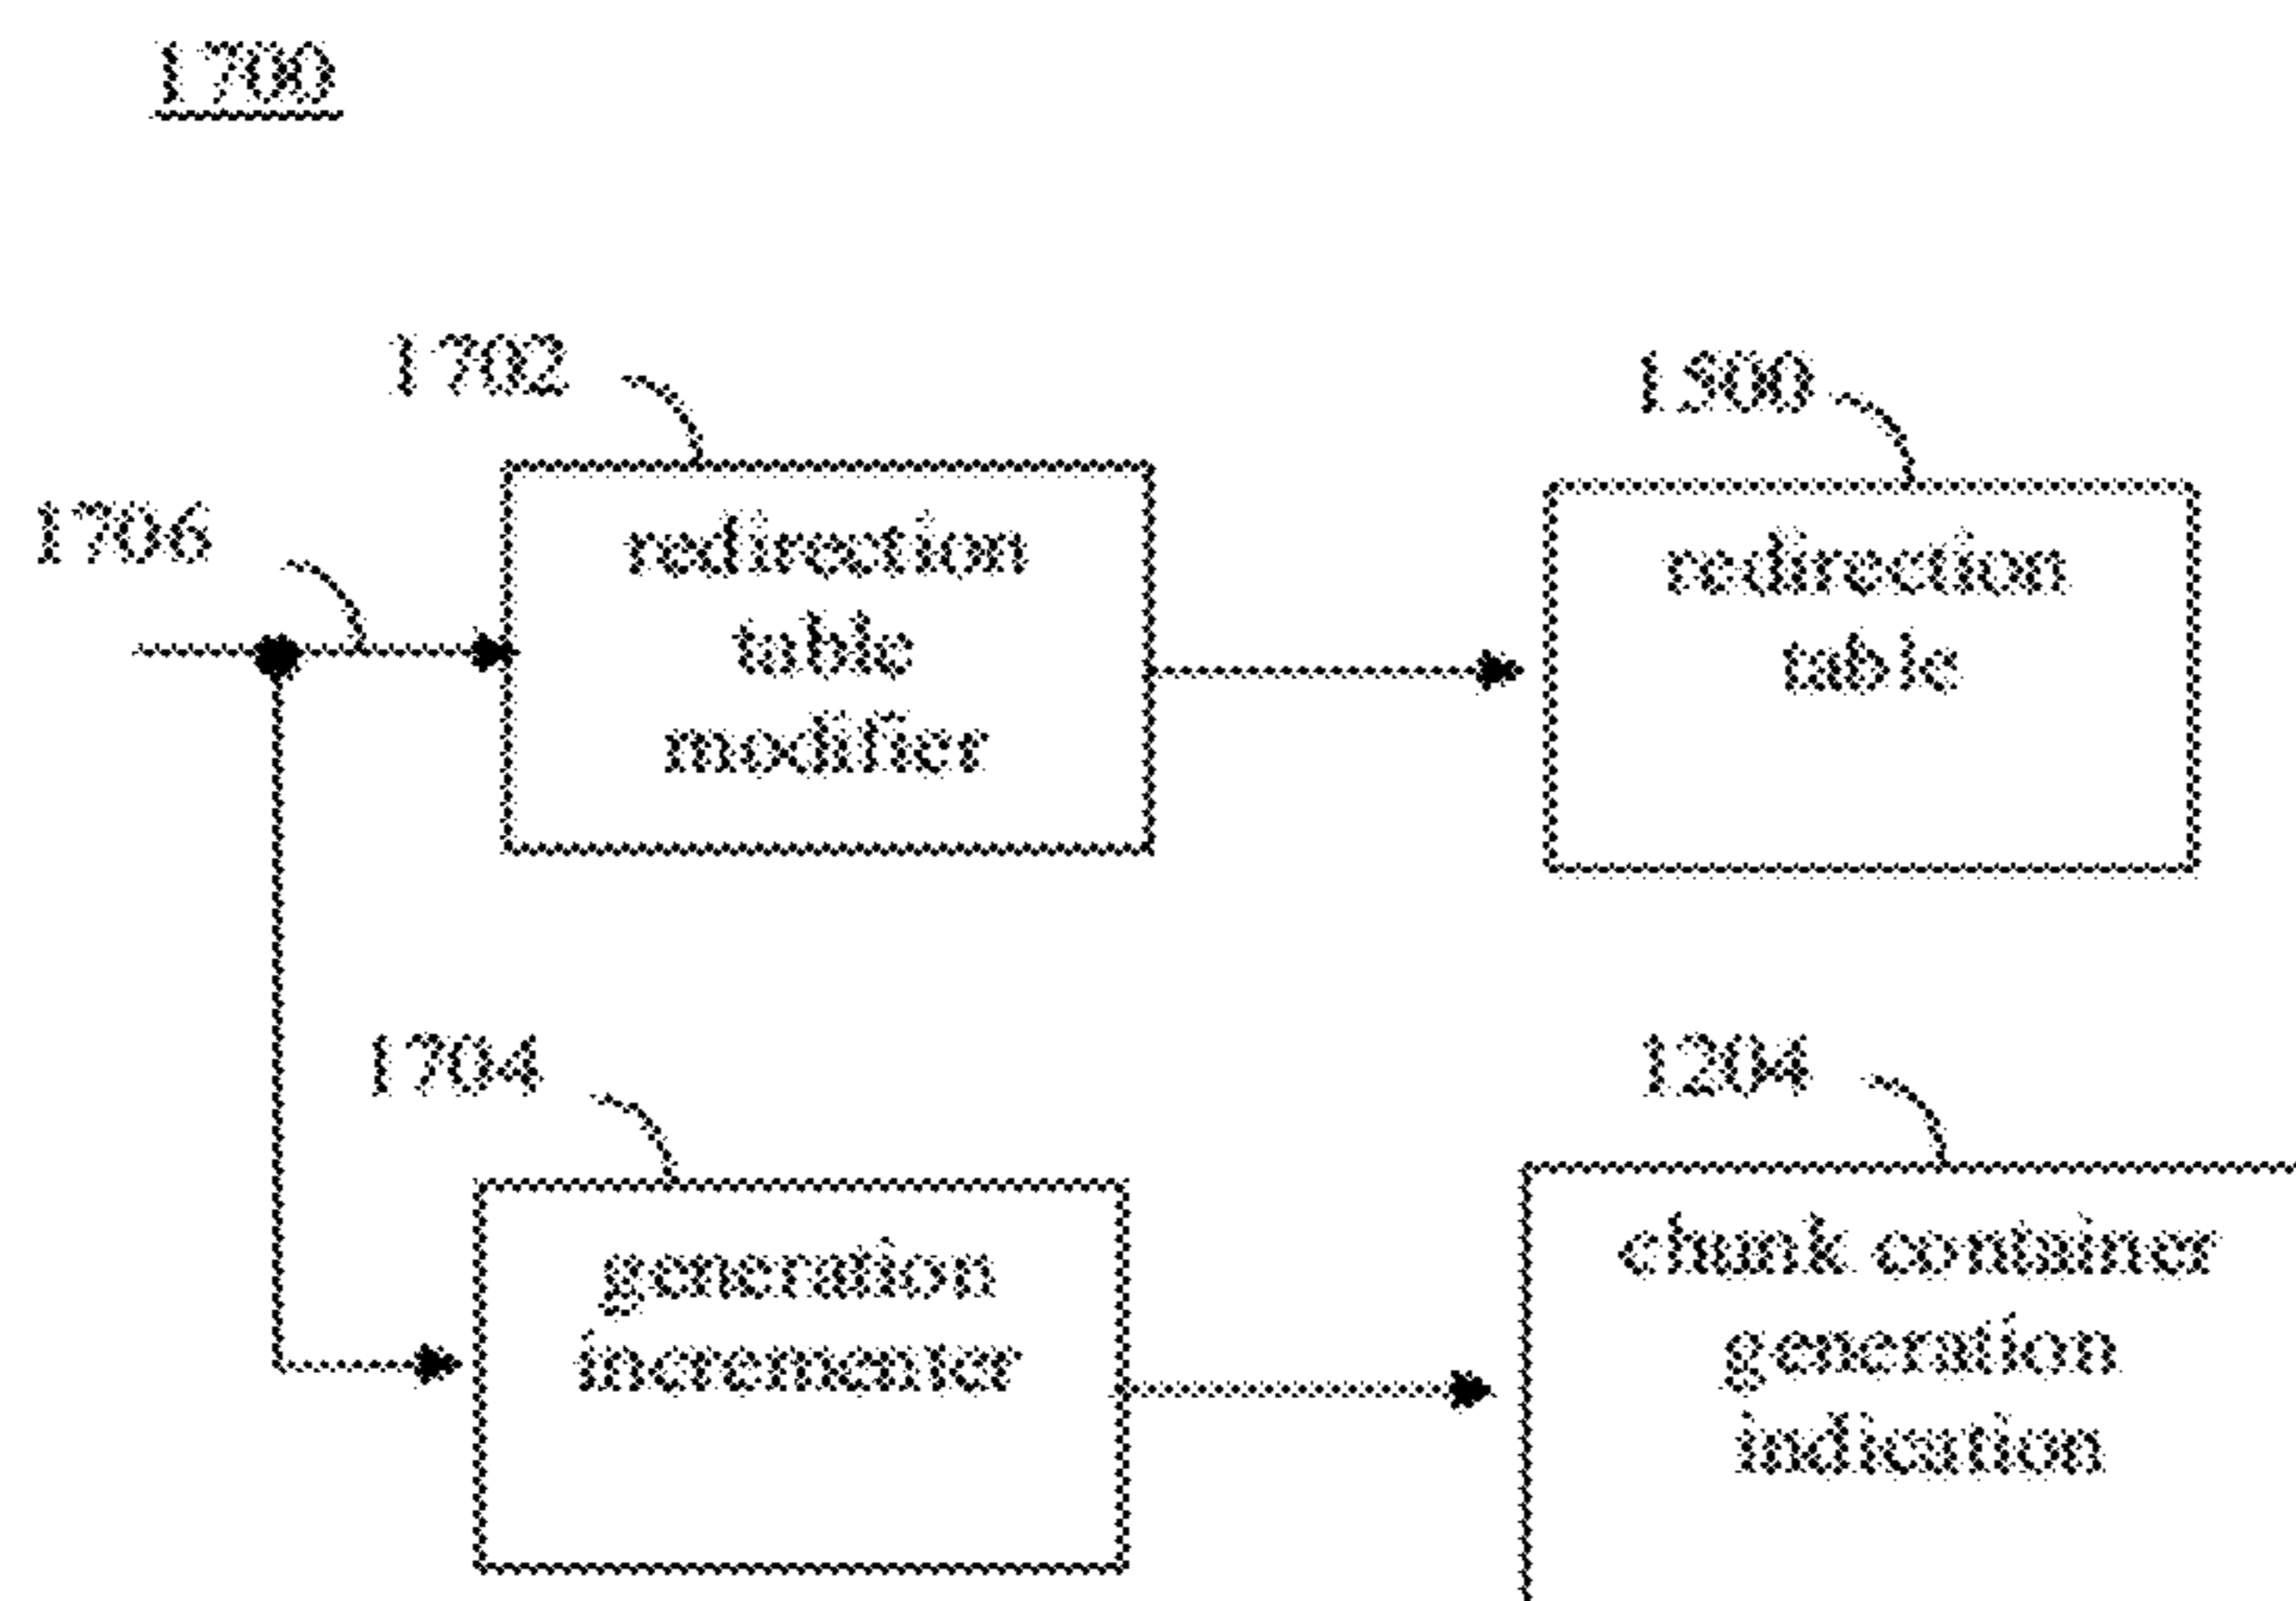 1700
1702
1500
1706
redirection
table
modifier
redirection
table
1704
1204
generation
incrementer
chunk container
generation
indication